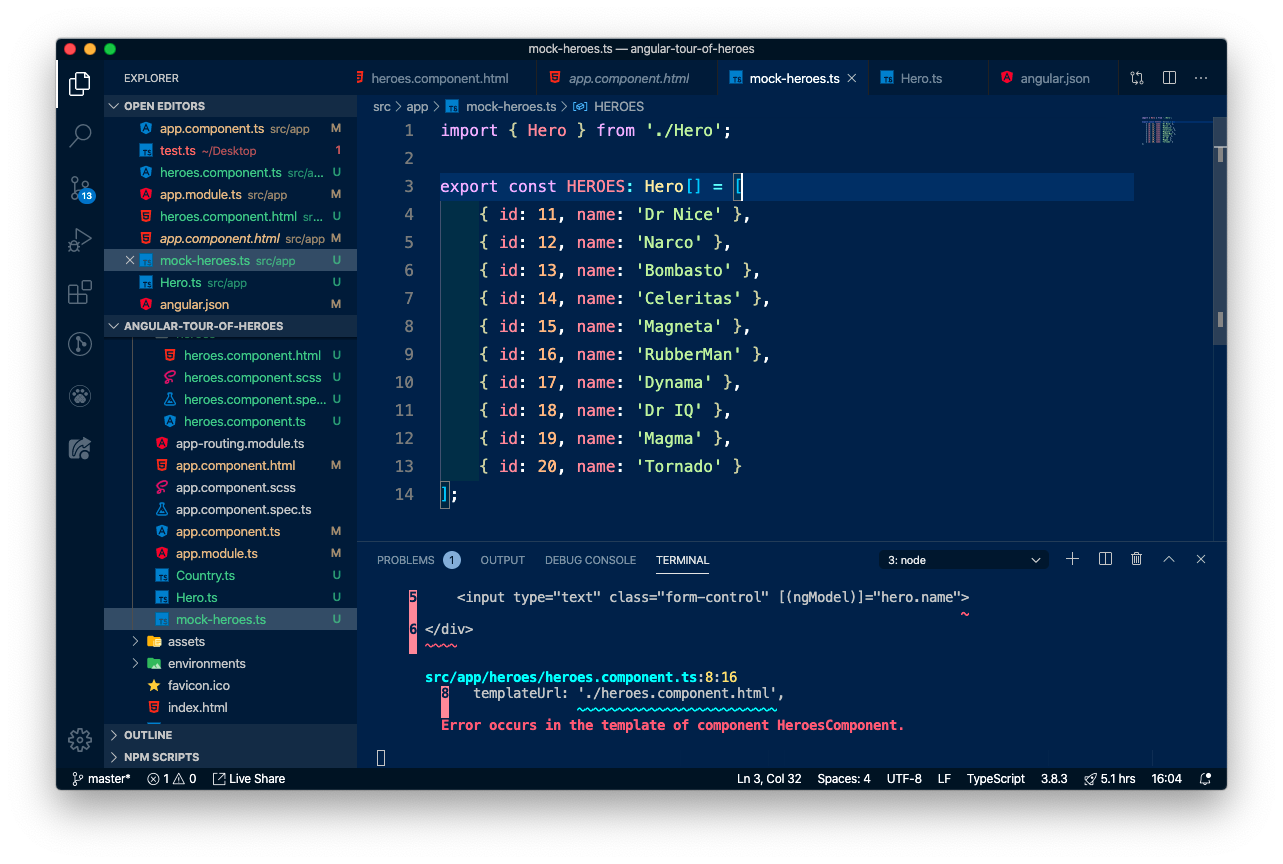 mock-heroes.ts — angular-tour-of-heroes
EXPLORER
OPEN EDITORS
app.component.ts src/app M
test.ts ~/Desktop 1
heroes.component.ts src/a... U
app.module.ts src/app M
heroes.component.html sr... U
app.component.html src/app M
mock-heroes.ts src/app U
Hero.ts src/app U
angular.json M
ANGULAR-TOUR-OF-HEROES
heroes.component.html U
heroes.component.scss U
heroes.component.spe... U
heroes.component.ts U
app-routing.module.ts
app.component.html M
app.component.scss
app.component.spec.ts
app.component.ts M
app.module.ts M
Country.ts U
Hero.ts U
mock-heroes.ts U
assets
environments
favicon.ico
index.html
OUTLINE
NPM SCRIPTS
13
heroes.component.html app.component.html mock-heroes.ts Hero.ts angular.json
src > app > mock-heroes.ts > HEROES
1 import { Hero } from './Hero';
2
3 export const HEROES: Hero[] = [
4 { id: 11, name: 'Dr Nice' },
5 { id: 12, name: 'Narco' },
6 { id: 13, name: 'Bombasto' },
7 { id: 14, name: 'Celeritas' },
8 { id: 15, name: 'Magneta' },
9 { id: 16, name: 'RubberMan' },
10 { id: 17, name: 'Dynama' },
11 { id: 18, name: 'Dr IQ' },
12 { id: 19, name: 'Magma' },
13 { id: 20, name: 'Tornado' }
14 ];
PROBLEMS 1 OUTPUT DEBUG CONSOLE TERMINAL 3: node
5 <input type="text" class="form-control" [(ngModel)]="hero.name">
~
6 </div>
~~~~
src/app/heroes/heroes.component.ts:8:16
8 templateUrl: './heroes.component.html',
~~~~~~~~~~~~~~~~~~~~~~~~~
Error occurs in the template of component HeroesComponent.
master* 1 0 Live Share Ln 3, Col 32 Spaces: 4 UTF-8 LF TypeScript 3.8.3 5.1 hrs 16:04